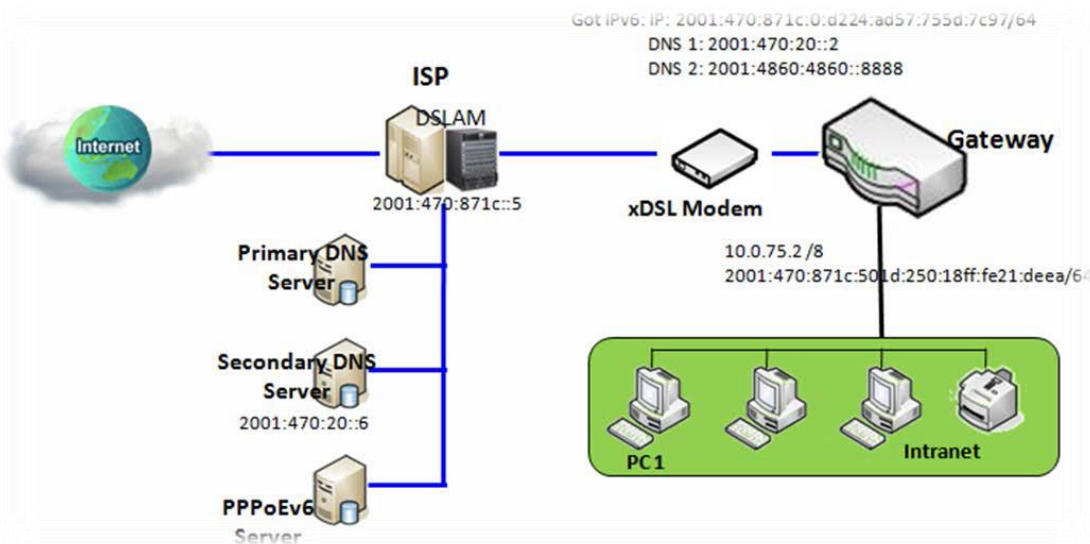 Got IPv6: IP: 2001:470:871c:0:d224:ad57:755d:7c97/64
DNS 1: 2001:470:20::2
DNS 2: 2001:4860:4860::8888
ISP
DSLAM
Internet
Gateway
2001:470:871c::5
xDSL Modem
Primary DNS
Server
10.0.75.2 /8
2001:470:871c:501d:250:18ff:fe21:deea/64
Secondary DNS
Server
2001:470:20::6
PC1
Intranet
PPPoEv6
Server